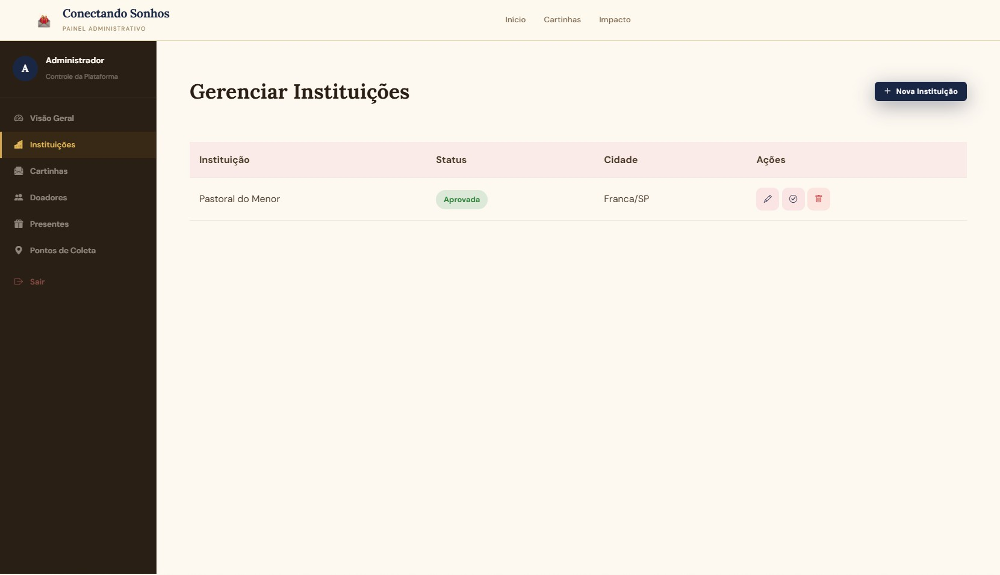 Conectando Sonhos
PAINEL ADMINISTRATIVO
Início Cartinhas Impacto
A
Administrador
Controle da Plataforma
Visão Geral
Instituições
Cartinhas
Doadores
Presentes
Pontos de Coleta
Sair
Gerenciar Instituições
+ Nova Instituição
Instituição Status Cidade Ações
Pastoral do Menor Aprovada Franca/SP